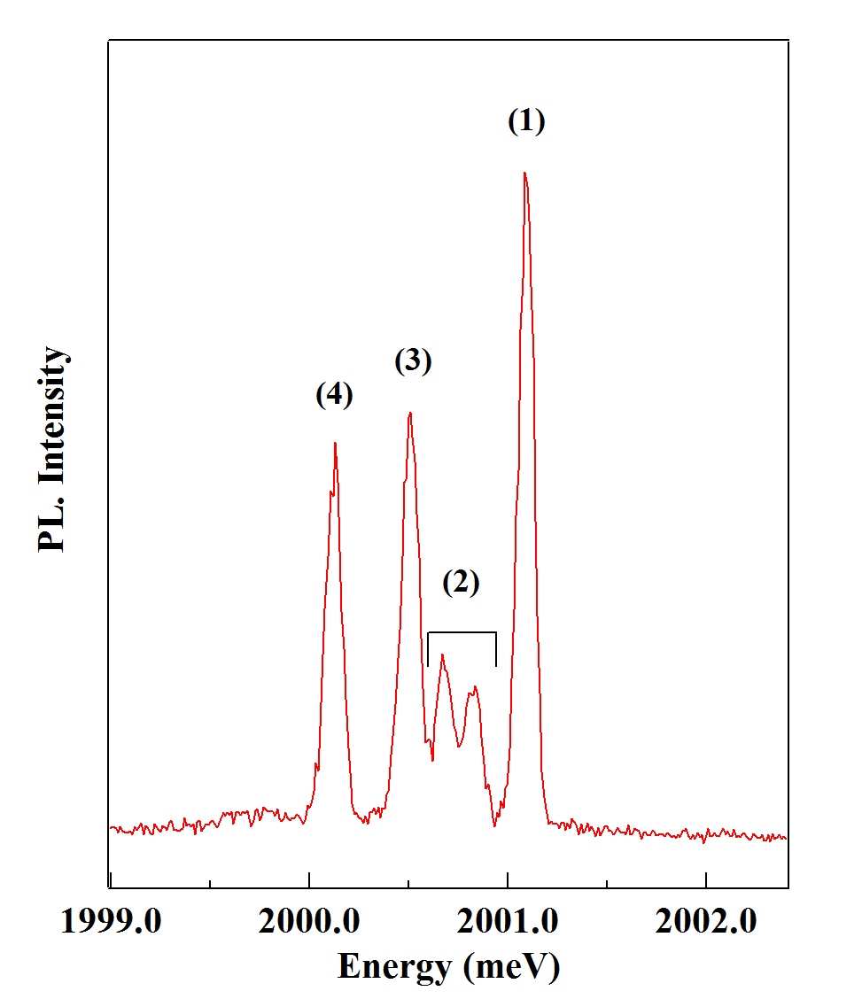 (1)
(3)
(4)
(2)
PL. Intensity
1999.0 2000.0 2001.0 2002.0
Energy (meV)